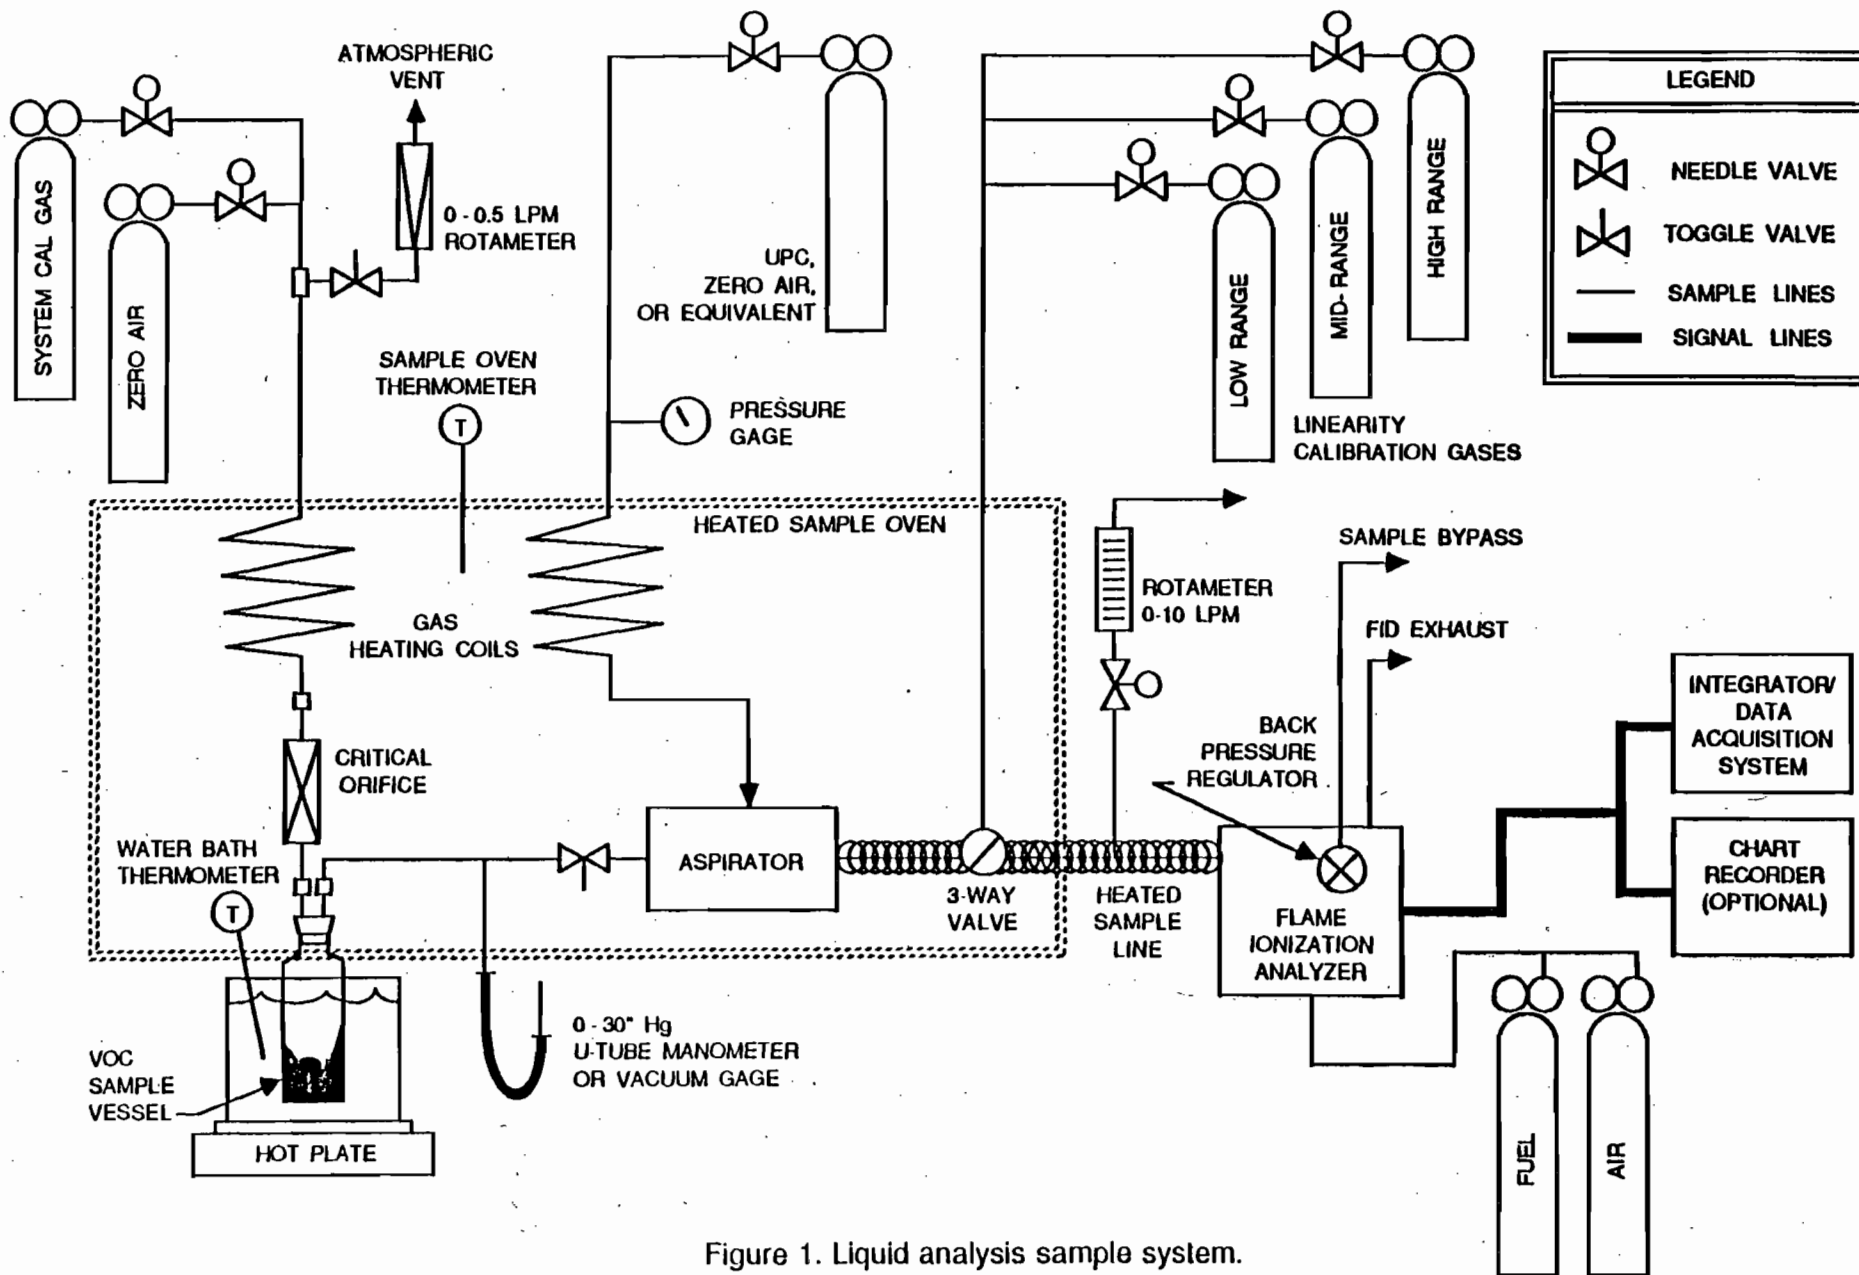 ATMOSPHERIC
VENT
SYSTEM CAL GAS
ZERO AIR
0 - 0.5 LPM
ROTAMETER
UPC,
ZERO AIR,
OR EQUIVALENT
LOW RANGE
MID-RANGE
HIGH RANGE
LINEARITY
CALIBRATION GASES
LEGEND
NEEDLE VALVE
TOGGLE VALVE
SAMPLE LINES
SIGNAL LINES
SAMPLE OVEN
THERMOMETER
T
PRESSURE
GAGE
HEATED SAMPLE OVEN
GAS
HEATING COILS
CRITICAL
ORIFICE
WATER BATH
THERMOMETER
T
ASPIRATOR
3-WAY
VALVE
HEATED
SAMPLE
LINE
ROTAMETER
0-10 LPM
SAMPLE BYPASS
FID EXHAUST
BACK
PRESSURE
REGULATOR
FLAME
IONIZATION
ANALYZER
INTEGRATOR/
DATA
ACQUISITION
SYSTEM
CHART
RECORDER
(OPTIONAL)
FUEL
AIR
0 - 30" Hg
U-TUBE MANOMETER
OR VACUUM GAGE
VOC
SAMPLE
VESSEL
HOT PLATE
Figure 1. Liquid analysis sample system.